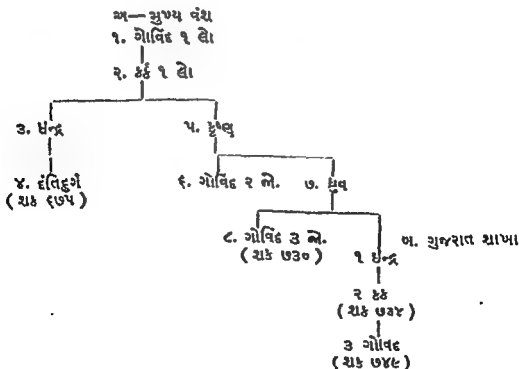 અ— મુખ્ય વંશ
૧. ગોવિંદ ૧ લો
૨. કર્ક ૧ લો
૩. ઇન્દ્ર ૫. કૃષ્ણ
૪. દંતિદુર્ગ ૬. ગોવિંદ ૨ જો. ૭. ધ્રુવ
(શક ૬૭૫)
૮. ગોવિંદ ૩ જો. બ. ગુજરાત શાખા
(શક ૭૩૦) ૧ ઇન્દ્ર
૨ કર્ક
(શક ૭૩૪)
૩ ગોવિંદ
(શક ૭૪૯)